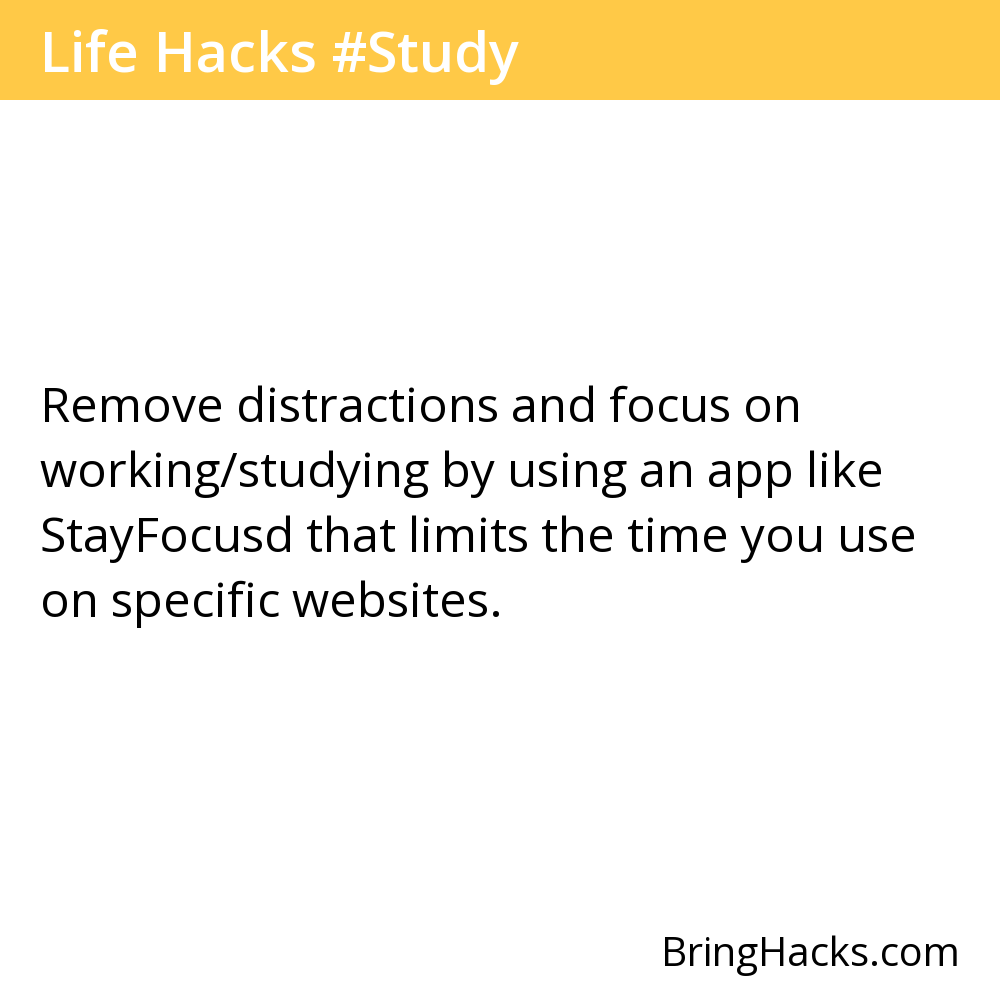 Life Hacks #Study
Remove distractions and focus on
working/studying by using an app like
StayFocusd that limits the time you use
on specific websites.
BringHacks.com